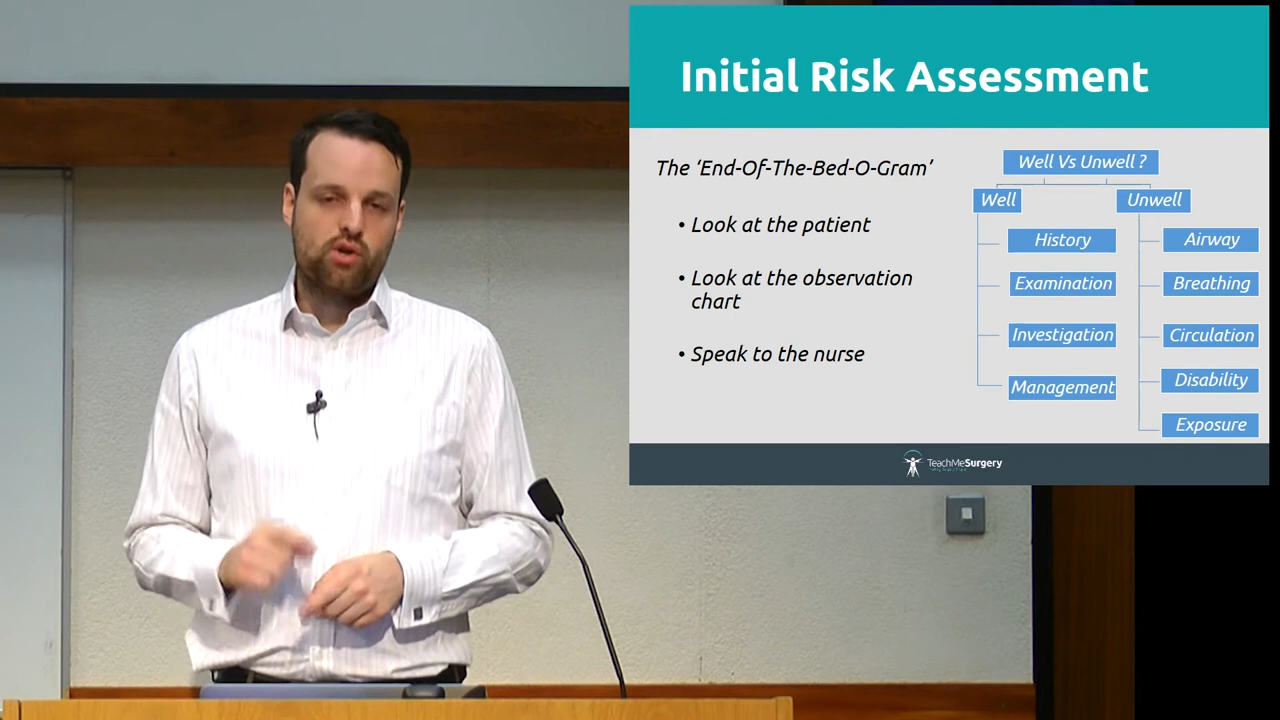 Initial Risk Assessment
The ‘End-Of-The-Bed-O-Gram’
• Look at the patient
• Look at the observation
chart
• Speak to the nurse
Well Vs Unwell ?
Well
Unwell
History
Airway
Examination
Breathing
Investigation
Circulation
Management
Disability
Exposure
TeachMeSurgery